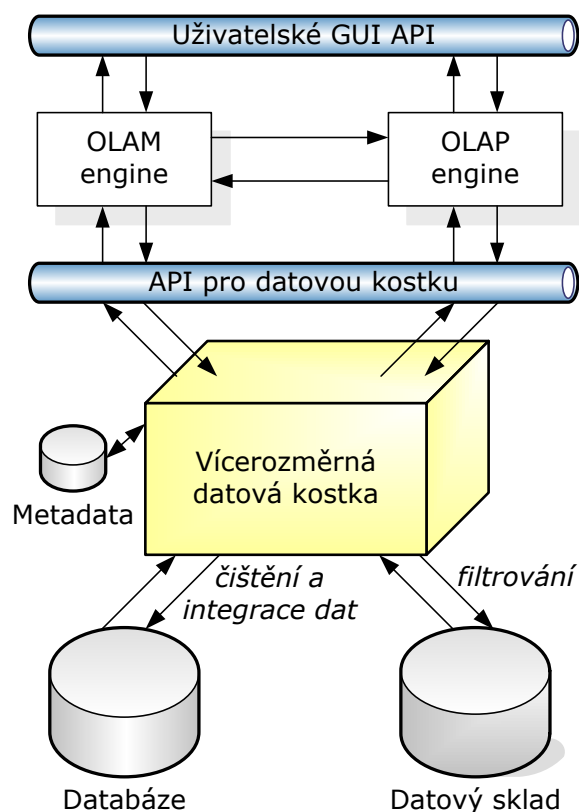 Uživatelské GUI API
OLAM
engine
OLAP
engine
API pro datovou kostku
Vícerozměrná
datová kostka
Metadata
čištění a
integrace dat
filtrování
Databáze
Datový sklad